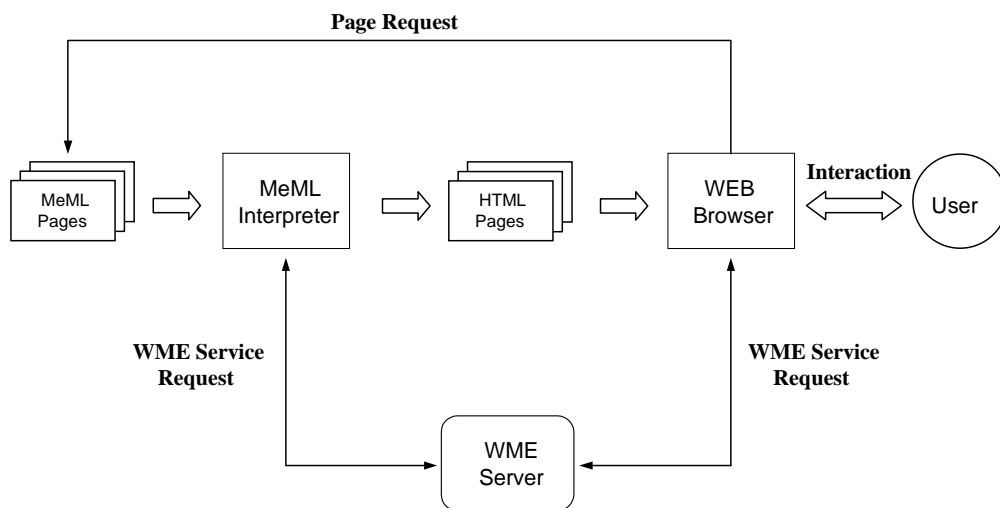 Page Request
MeML
Pages
MeML
Interpreter
HTML
Pages
WEB
Browser
Interaction
User
WME Service
Request
WME Service
Request
WME
Server